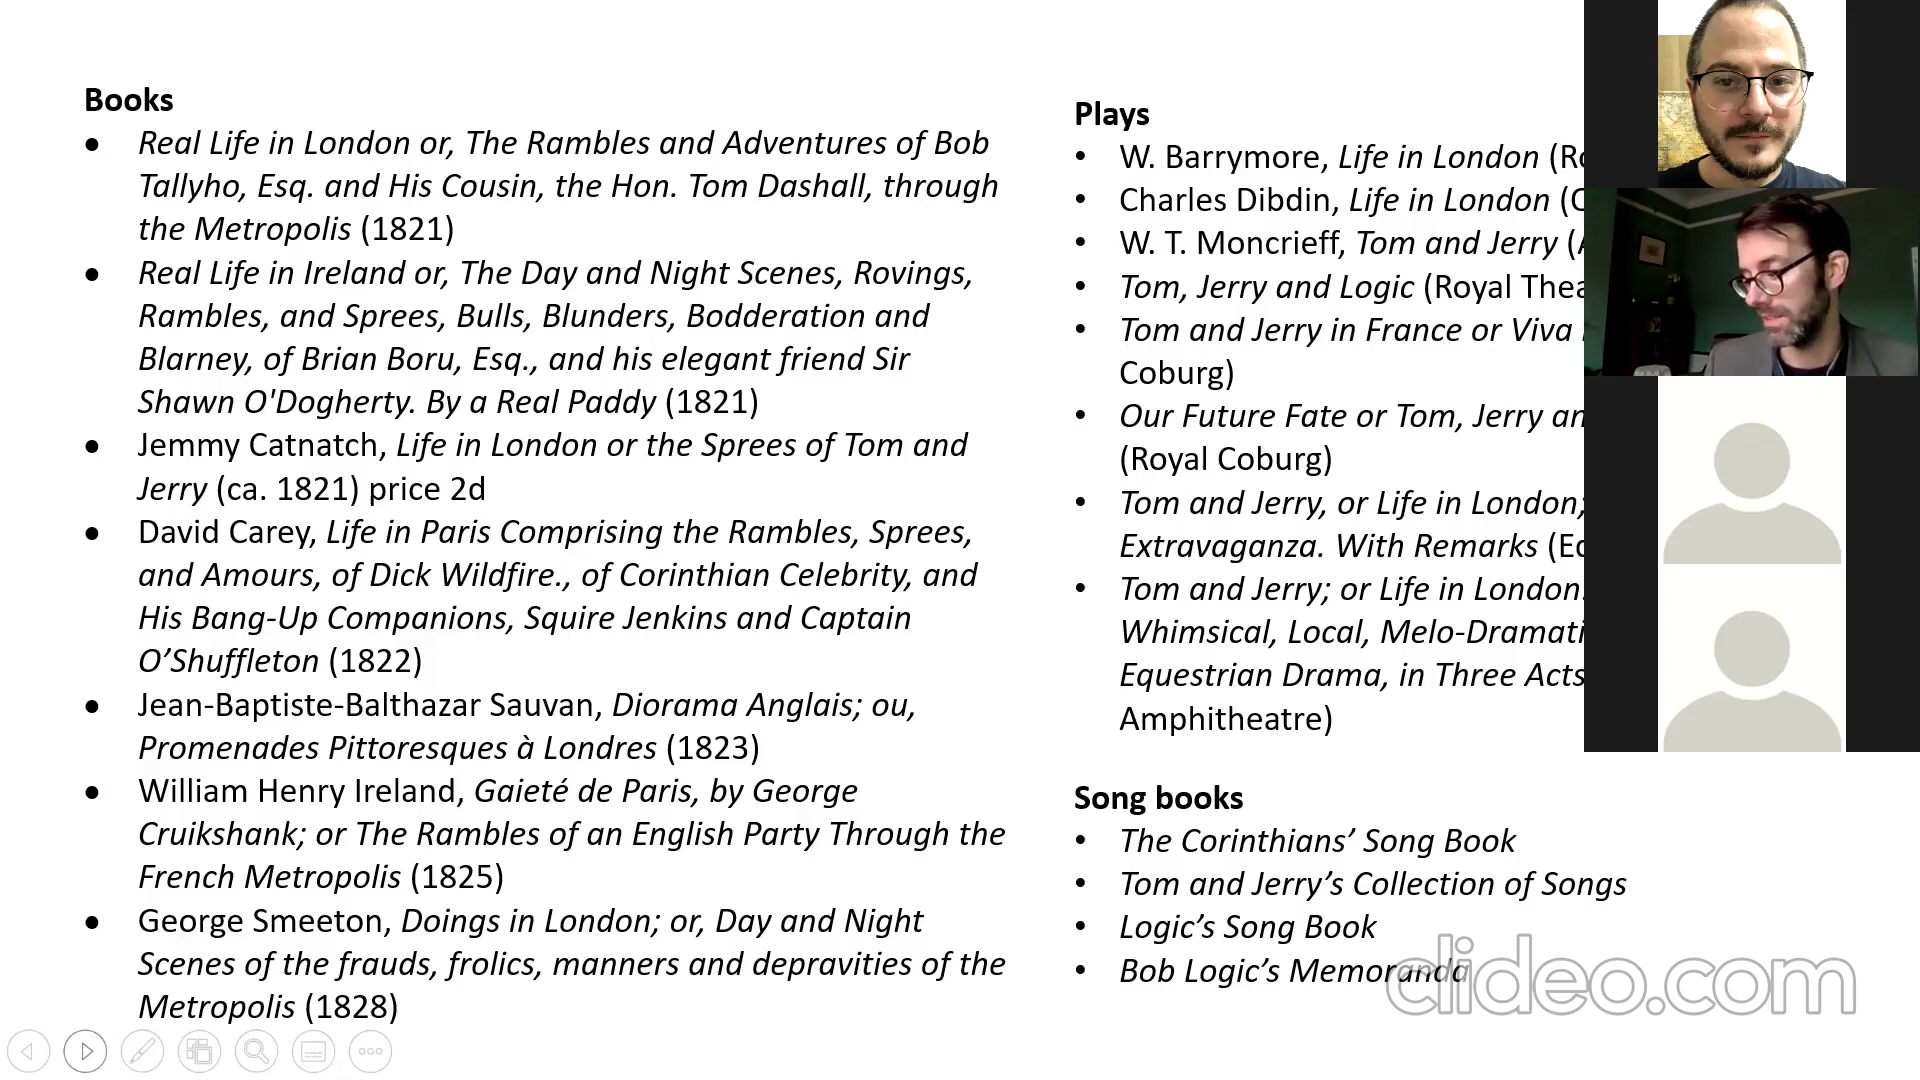 Books
● Real Life in London or, The Rambles and Adventures of Bob
Tallyho, Esq. and His Cousin, the Hon. Tom Dashall, through
the Metropolis (1821)
● Real Life in Ireland or, The Day and Night Scenes, Rovings,
Rambles, and Sprees, Bulls, Blunders, Bodderation and
Blarney, of Brian Boru, Esq., and his elegant friend Sir
Shawn O'Dogherty. By a Real Paddy (1821)
● Jemmy Catnatch, Life in London or the Sprees of Tom and
Jerry (ca. 1821) price 2d
● David Carey, Life in Paris Comprising the Rambles, Sprees,
and Amours, of Dick Wildfire., of Corinthian Celebrity, and
His Bang-Up Companions, Squire Jenkins and Captain
O’Shuffleton (1822)
● Jean-Baptiste-Balthazar Sauvan, Diorama Anglais; ou,
Promenades Pittoresques à Londres (1823)
● William Henry Ireland, Gaieté de Paris, by George
Cruikshank; or The Rambles of an English Party Through the
French Metropolis (1825)
● George Smeeton, Doings in London; or, Day and Night
Scenes of the frauds, frolics, manners and depravities of the
Metropolis (1828)
Plays
• W. Barrymore, Life in London
• Charles Dibdin, Life in London
• W. T. Moncrieff, Tom and Jerry
• Tom, Jerry and Logic (Royal
• Tom and Jerry in France or Viva
Coburg)
• Our Future Fate or Tom, Jerry
(Royal Coburg)
• Tom and Jerry, or Life in London;
Extravaganza. With Remarks
• Tom and Jerry; or Life in London.
Whimsical, Local,
Equestrian Drama, in Three Acts
Amphitheatre)
Song books
• The Corinthians’ Song Book
• Tom and Jerry’s Collection of Songs
• Logic’s Song Book
• Bob Logic’s Memoranda
clideo.com